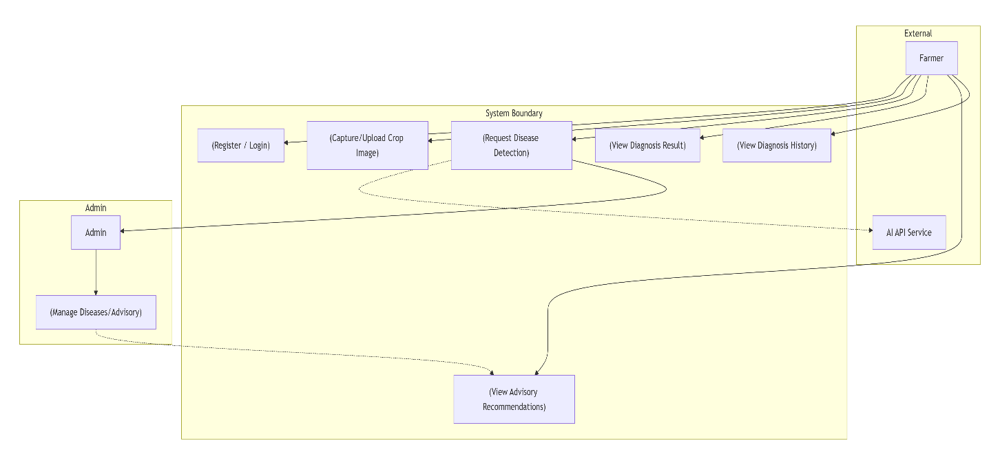 External
Farmer
System Boundary
(Register / Login)
(Capture/Upload Crop
Image)
(Request Disease
Detection)
(View Diagnosis Result)
(View Diagnosis History)
Admin
Admin
AI API Service
(Manage Diseases/Advisory)
(View Advisory
Recommendations)